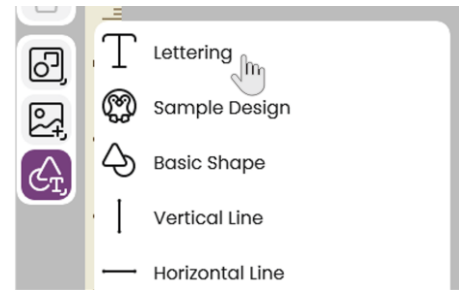 Lettering
Sample Design
Basic Shape
Vertical Line
Horizontal Line